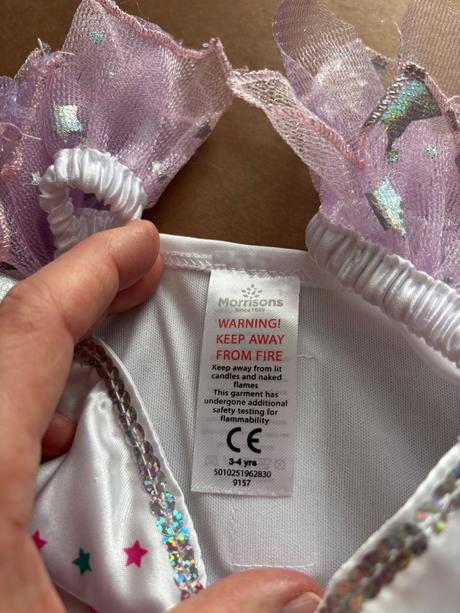 Morrisons
Since 1899
WARNING!
KEEP AWAY
FROM FIRE
Keep away from lit
candles and naked
flames
This garment has
undergone additional
safety testing for
flammability
CE
3-4 yrs
5010251962830
9157